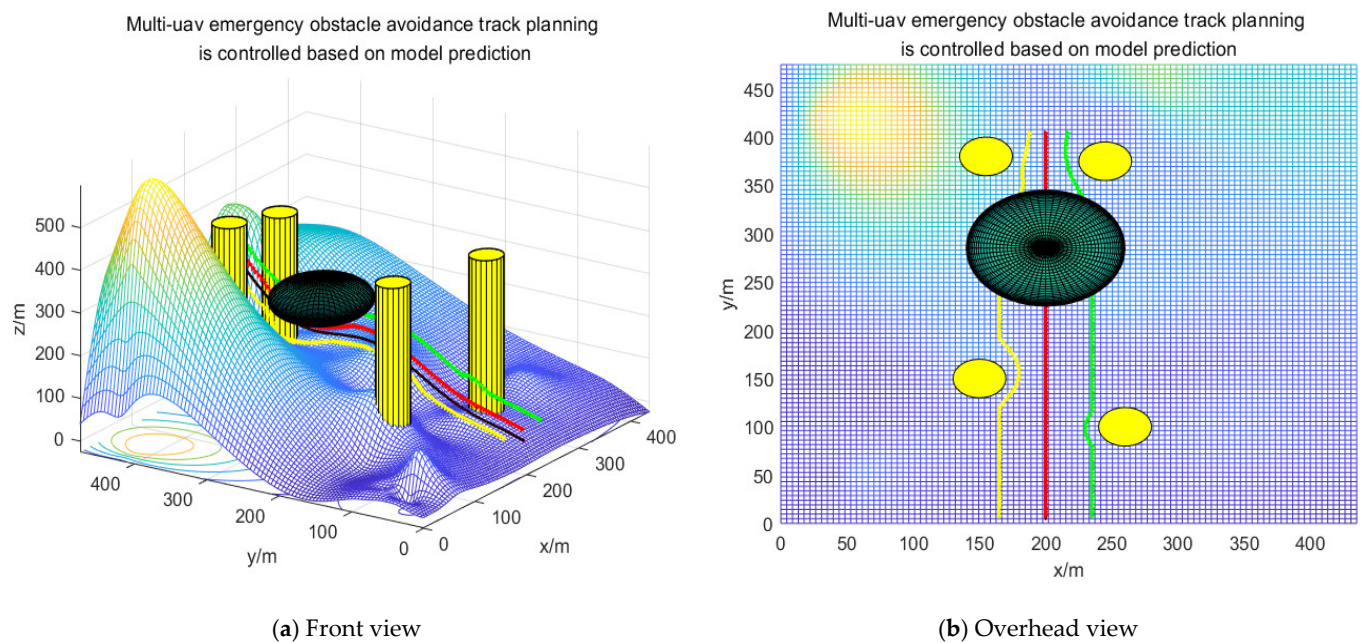 Multi-uav emergency obstacle avoidance track planning
is controlled based on model prediction
500
400
300
200
100
0
z/m
400
300
200
100
0
y/m
0
100
200
300
400
x/m
(a) Front view
Multi-uav emergency obstacle avoidance track planning
is controlled based on model prediction
450
400
350
300
250
200
150
100
50
0
y/m
0 50 100 150 200 250 300 350 400
x/m
(b) Overhead view